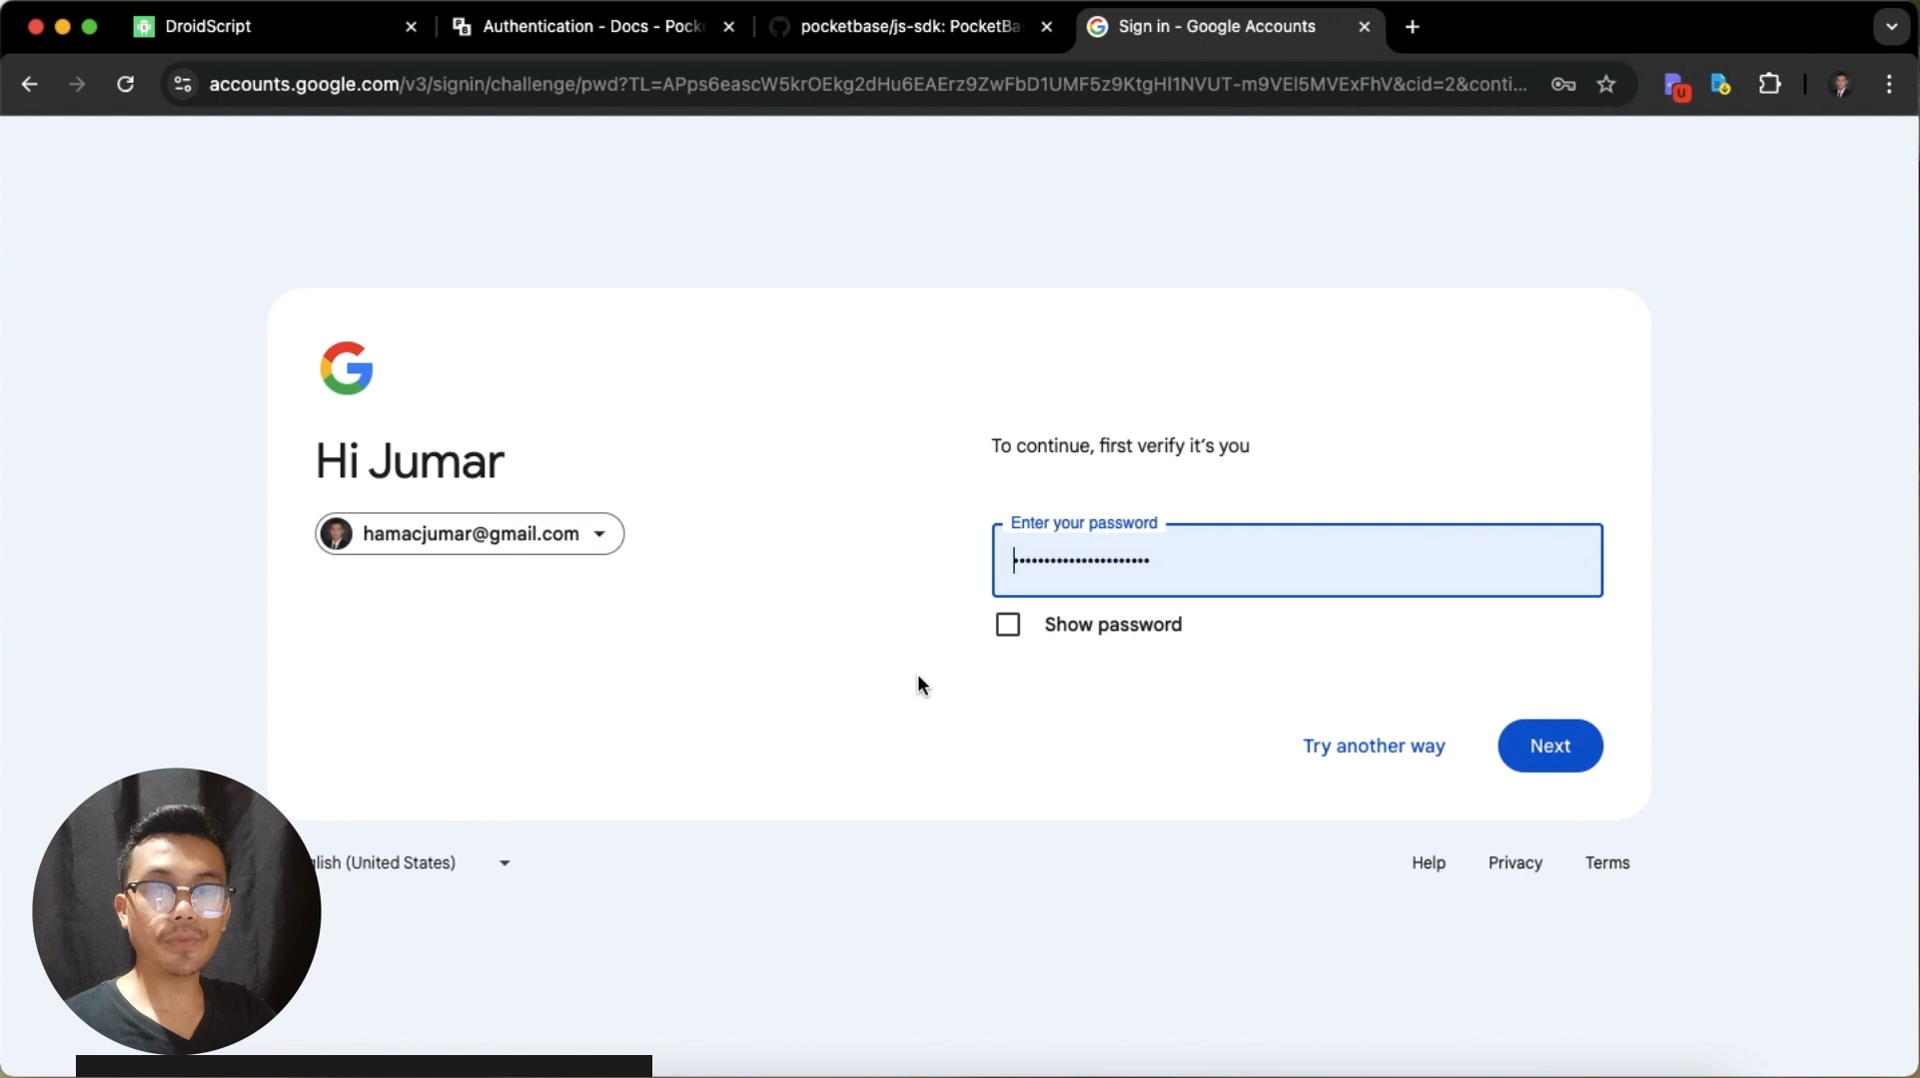 DroidScript
Authentication - Docs - Pock
pocketbase/js-sdk: PocketBa
Sign in - Google Accounts
accounts.google.com/v3/signin/challenge/pwd?TL=APps6eascW5krOEkg2dHu6EAErz9ZwFbD1UMF5z9KtgHl1NVUT-m9VEl5MVExFhV&cid=2&conti...
Hi Jumar
hamacjumar@gmail.com
To continue, first verify it's you
Enter your password
•••••••••••••••••••••••
Show password
Try another way
Next
lish (United States)
Help
Privacy
Terms